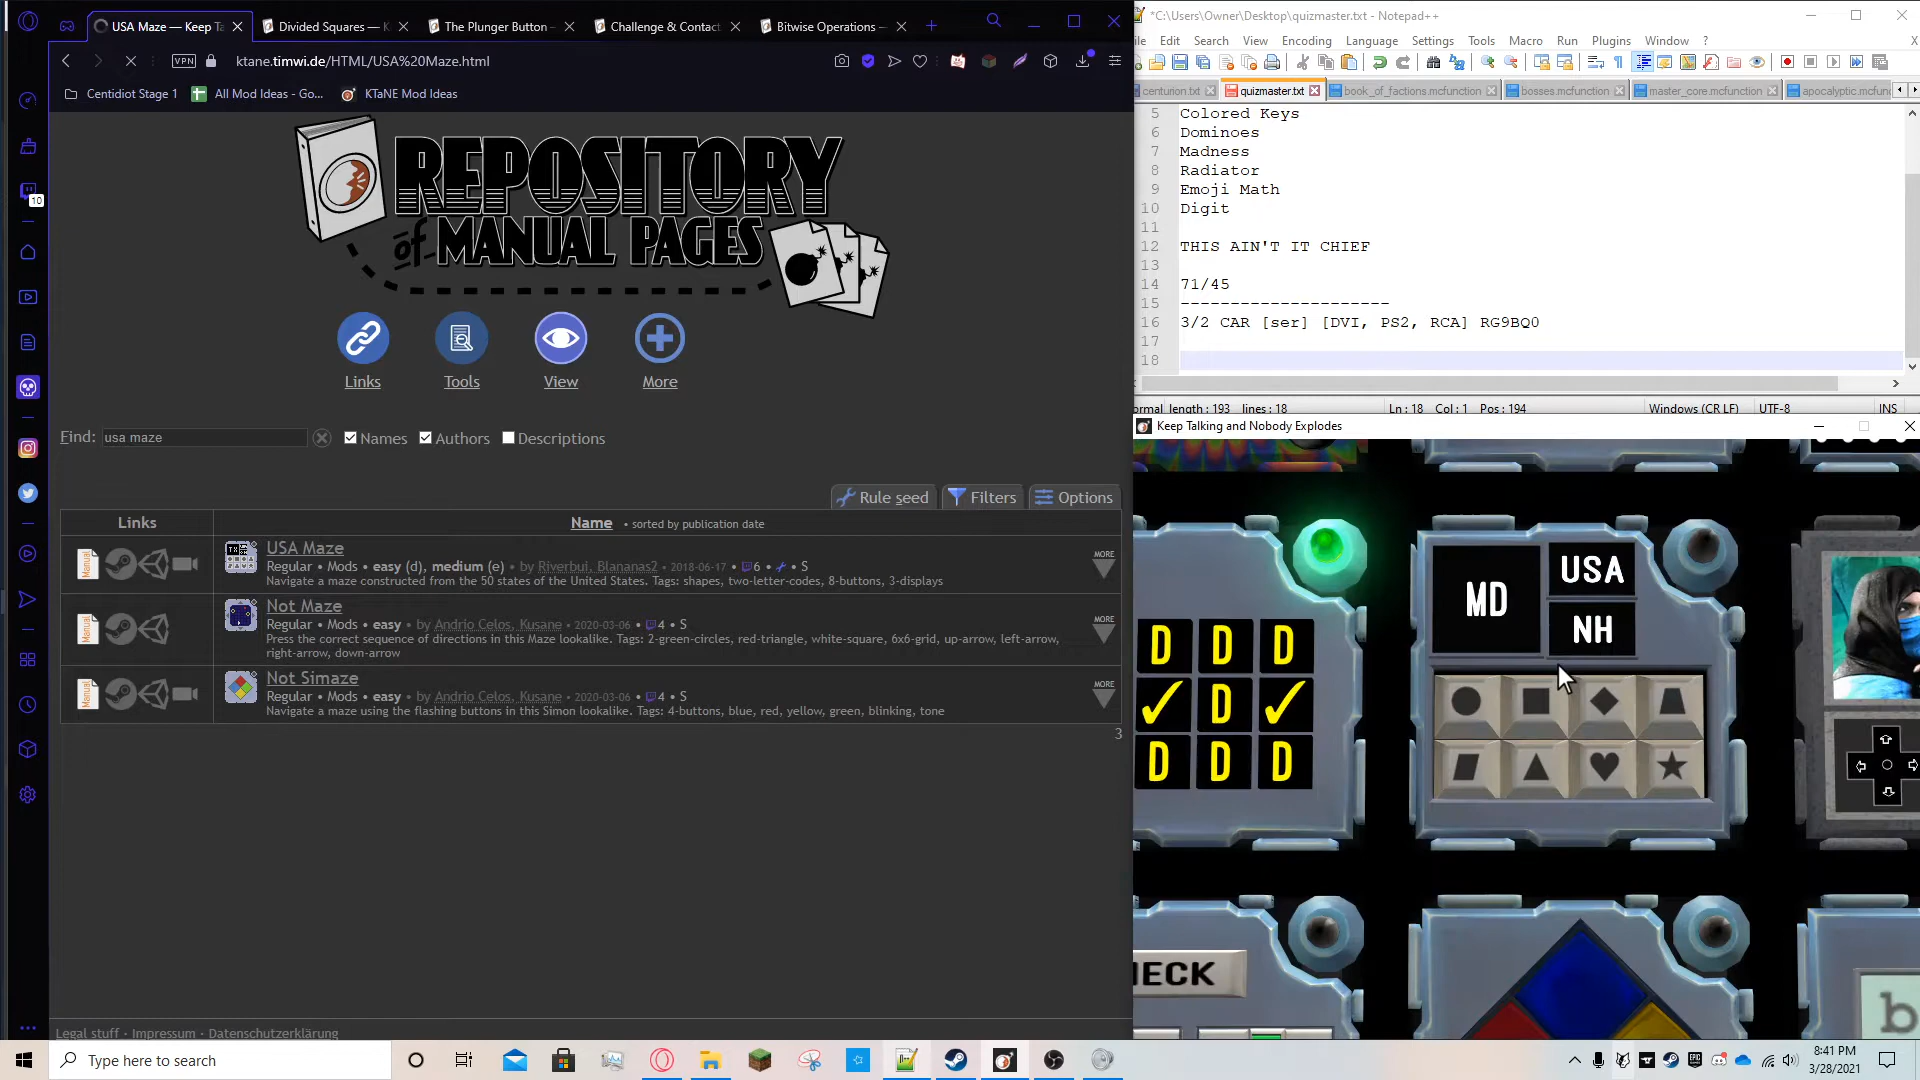 USA Maze — Keep Ta
Divided Squares — K
The Plunger Button —
Challenge & Contact
Bitwise Operations —
VPN
ktane.timwi.de/HTML/USA%20Maze.html
Centidiot Stage 1
All Mod Ideas - Go...
KTaNE Mod Ideas
10
REPOSITORY
of MANUAL PAGES
Links
Tools
View
More
Find:
usa maze
Names
Authors
Descriptions
Rule seed
Filters
Options
Links
Name
• sorted by publication date
USA Maze
Regular • Mods • easy (d), medium (e) • by Riverbui, Blananas2 • 2018-06-17 • 6 • • S
Navigate a maze constructed from the 50 states of the United States. Tags: shapes, two-letter-codes, 8-buttons, 3-displays
MORE
Manual
Not Maze
Regular • Mods • easy • by Andrio Celos, Kusane • 2020-03-06 • 4 • S
Press the correct sequence of directions in this Maze lookalike. Tags: 2-green-circles, red-triangle, white-square, 6x6-grid, up-arrow, left-arrow,
right-arrow, down-arrow
MORE
Manual
Not Simaze
Regular • Mods • easy • by Andrio Celos, Kusane • 2020-03-06 • 4 • S
Navigate a maze using the flashing buttons in this Simon lookalike. Tags: 4-buttons, blue, red, yellow, green, blinking, tone
MORE
Manual
3
Legal stuff · Impressum · Datenschutzerklärung
*C:\Users\Owner\Desktop\quizmaster.txt - Notepad++
ile Edit Search View Encoding Language Settings Tools Macro Run Plugins Window ? X
centurion.txt
quizmaster.txt
book_of_factions.mcfunction
bosses.mcfunction
master_core.mcfunction
apocalyptic.mcfunc
5 Colored Keys
6 Dominoes
7 Madness
8 Radiator
9 Emoji Math
10 Digit
11
12 THIS AIN'T IT CHIEF
13
14 71/45
15 ---------------------
16 3/2 CAR [ser] [DVI, PS2, RCA] RG9BQ0
17
18
ormal length : 193 lines : 18 Ln : 18 Col : 1 Pos : 194 Windows (CR LF) UTF-8 INS
Keep Talking and Nobody Explodes
MD
USA
NH
D D D
✓ D ✓
D D D
HECK
b
Type here to search
8:41 PM
3/28/2021